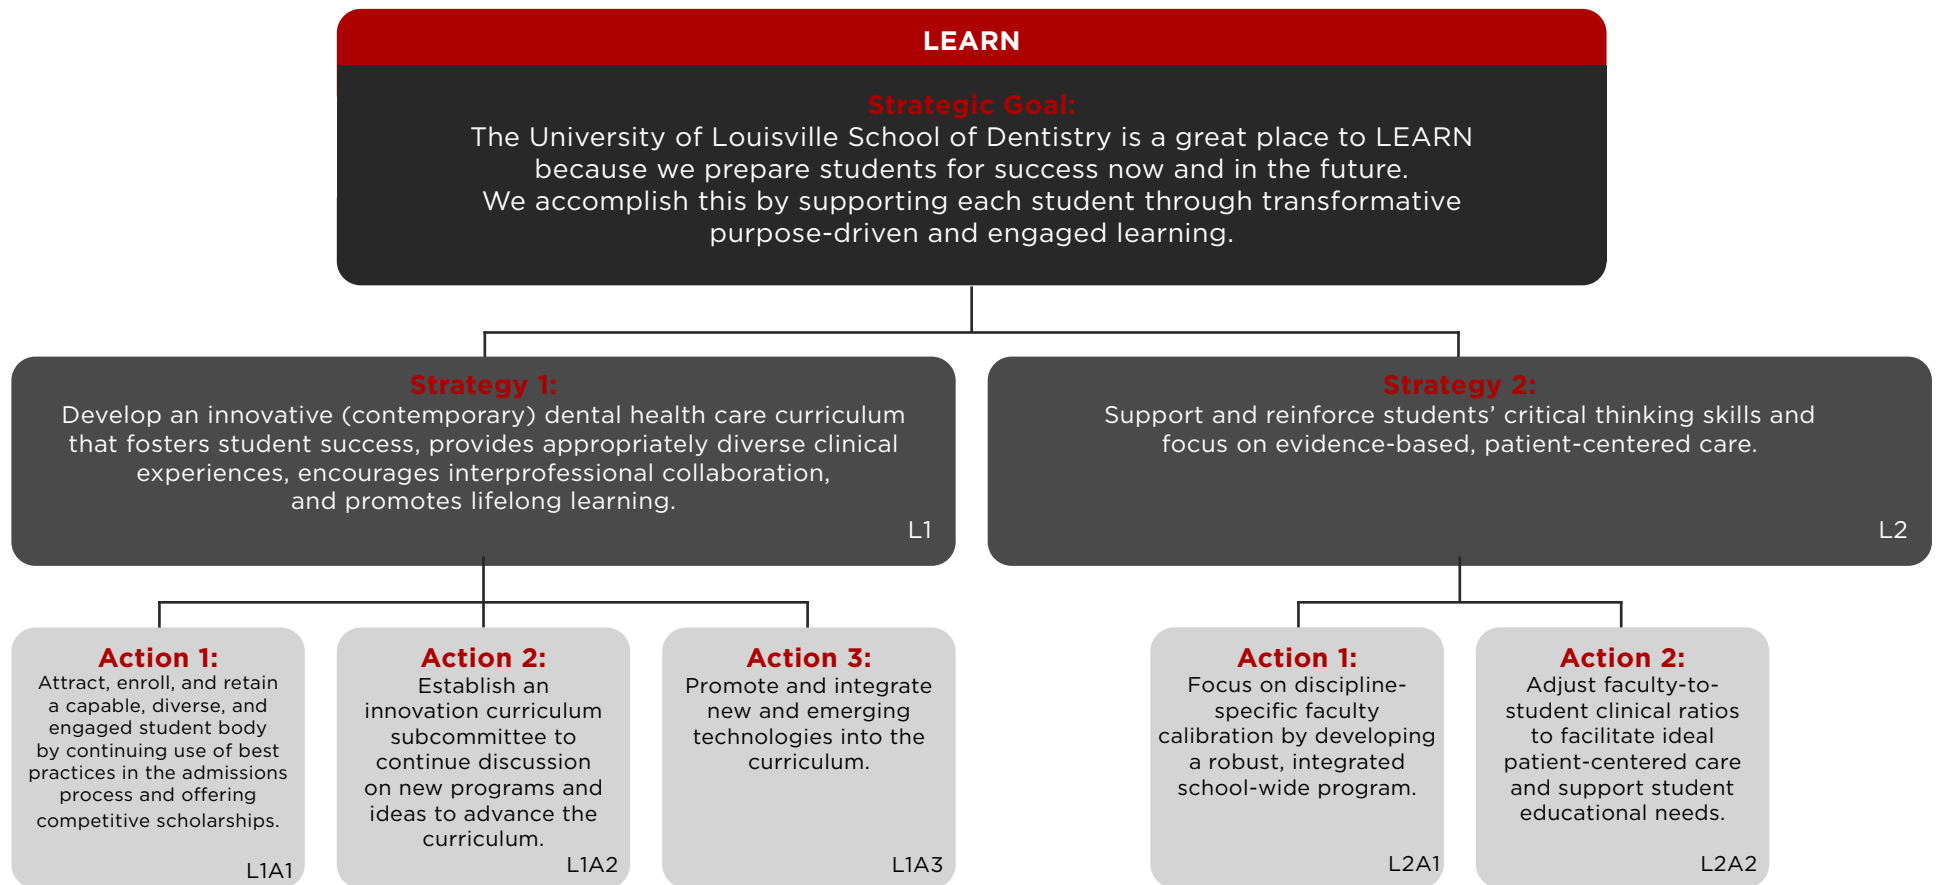 LEARN
Strategic Goal:
The University of Louisville School of Dentistry is a great place to LEARN
because we prepare students for success now and in the future.
We accomplish this by supporting each student through transformative
purpose-driven and engaged learning.
Strategy 1:
Develop an innovative (contemporary) dental health care curriculum
that fosters student success, provides appropriately diverse clinical
experiences, encourages interprofessional collaboration,
and promotes lifelong learning.
L1
Strategy 2:
Support and reinforce students’ critical thinking skills and
focus on evidence-based, patient-centered care.
L2
Action 1:
Attract, enroll, and retain
a capable, diverse, and
engaged student body
by continuing use of best
practices in the admissions
process and offering
competitive scholarships.
L1A1
Action 2:
Establish an
innovation curriculum
subcommittee to
continue discussion
on new programs and
ideas to advance the
curriculum.
L1A2
Action 3:
Promote and integrate
new and emerging
technologies into the
curriculum.
L1A3
Action 1:
Focus on discipline-
specific faculty
calibration by developing
a robust, integrated
school-wide program.
L2A1
Action 2:
Adjust faculty-to-
student clinical ratios
to facilitate ideal
patient-centered care
and support student
educational needs.
L2A2